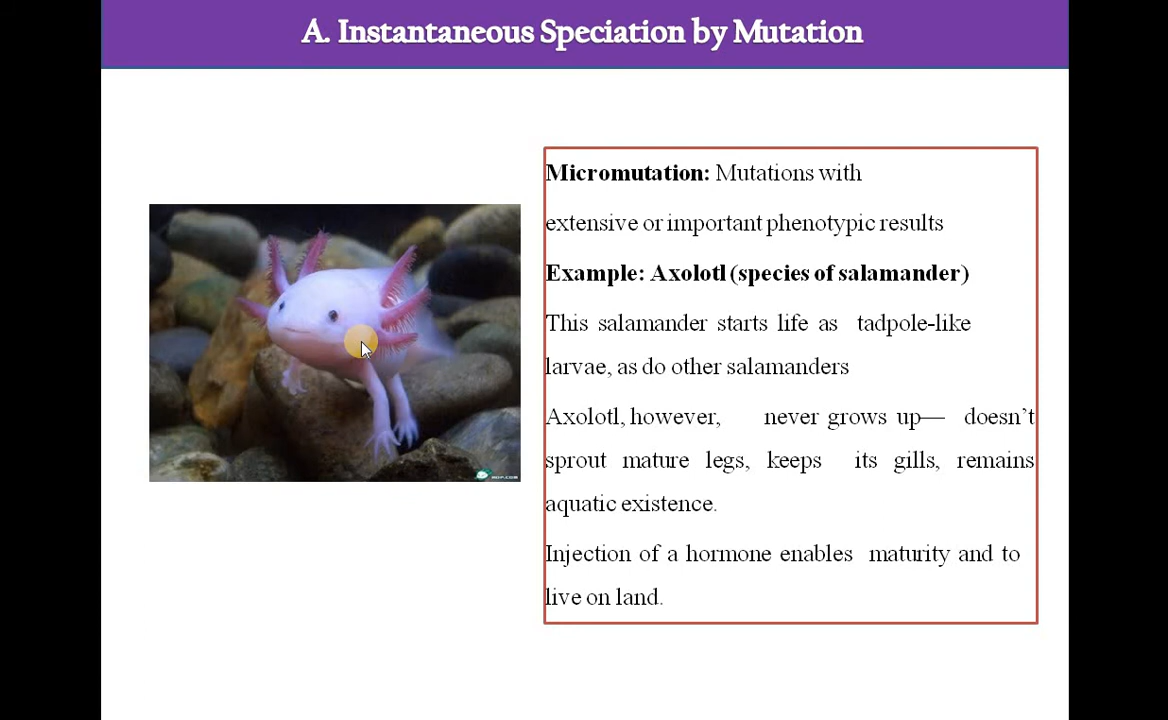 A. Instantaneous Speciation by Mutation
Micromutation: Mutations with
extensive or important phenotypic results
Example: Axolotl (species of salamander)
This salamander starts life as tadpole-like
larvae, as do other salamanders
Axolotl, however, never grows up— doesn't
sprout mature legs, keeps its gills, remains
aquatic existence.
Injection of a hormone enables maturity and to
live on land.